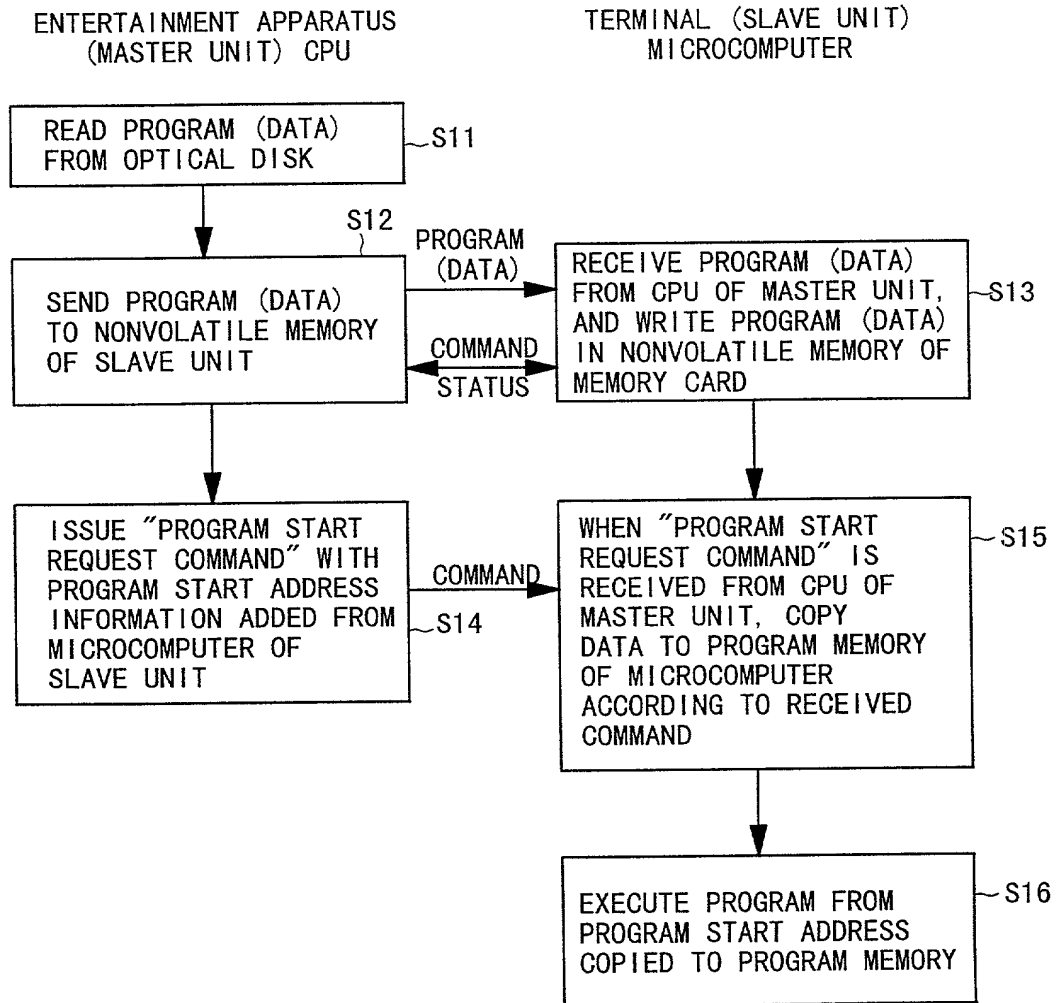 ENTERTAINMENT APPARATUS
(MASTER UNIT) CPU
TERMINAL (SLAVE UNIT)
MICROCOMPUTER
READ PROGRAM (DATA)
FROM OPTICAL DISK
S11
S12
SEND PROGRAM (DATA)
TO NONVOLATILE MEMORY
OF SLAVE UNIT
PROGRAM
(DATA)
COMMAND
STATUS
RECEIVE PROGRAM (DATA)
FROM CPU OF MASTER UNIT,
AND WRITE PROGRAM (DATA)
IN NONVOLATILE MEMORY OF
MEMORY CARD
S13
ISSUE "PROGRAM START
REQUEST COMMAND" WITH
PROGRAM START ADDRESS
INFORMATION ADDED FROM
MICROCOMPUTER OF
SLAVE UNIT
S14
COMMAND
WHEN "PROGRAM START
REQUEST COMMAND" IS
RECEIVED FROM CPU OF
MASTER UNIT, COPY
DATA TO PROGRAM MEMORY
OF MICROCOMPUTER
ACCORDING TO RECEIVED
COMMAND
S15
EXECUTE PROGRAM FROM
PROGRAM START ADDRESS
COPIED TO PROGRAM MEMORY
S16